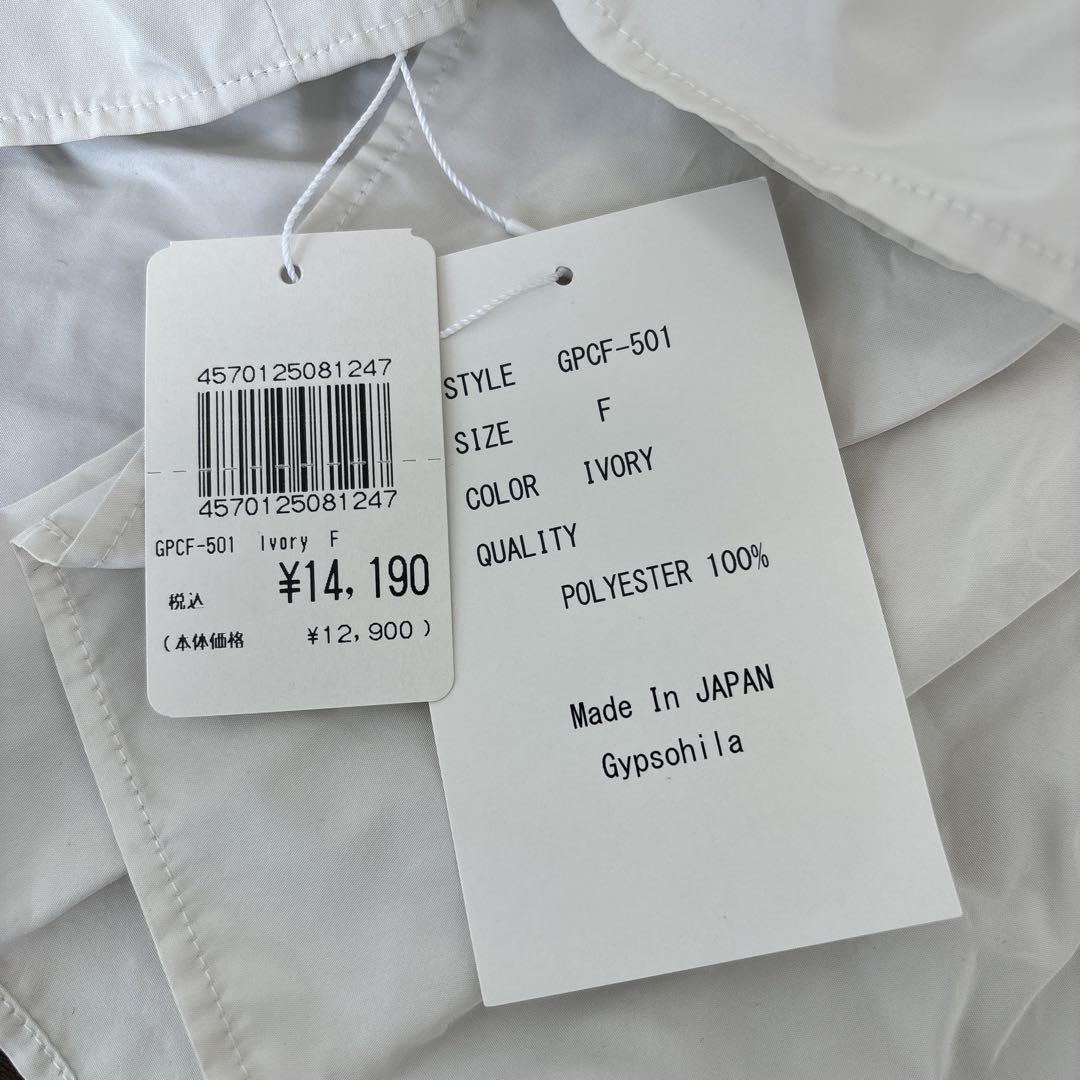 4570125081247
4570125081247
GPCF-501 Ivory F
税込 ¥14,190
(本体価格 ¥12,900)
STYLE GPCF-501
SIZE F
COLOR IVORY
QUALITY
POLYESTER 100%
Made In JAPAN
Gypsohila